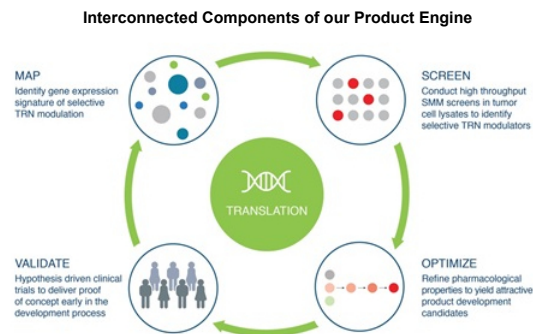 Interconnected Components of our Product Engine
MAP
Identify gene expression
signature of selective
TRN modulation
SCREEN
Conduct high throughput
SMM screens in tumor
cell lysates to identify
selective TRN modulators
TRANSLATION
VALIDATE
Hypothesis driven clinical
trials to deliver proof
of concept early in the
development process
OPTIMIZE
Refine pharmacological
properties to yield attractive
product development
candidates